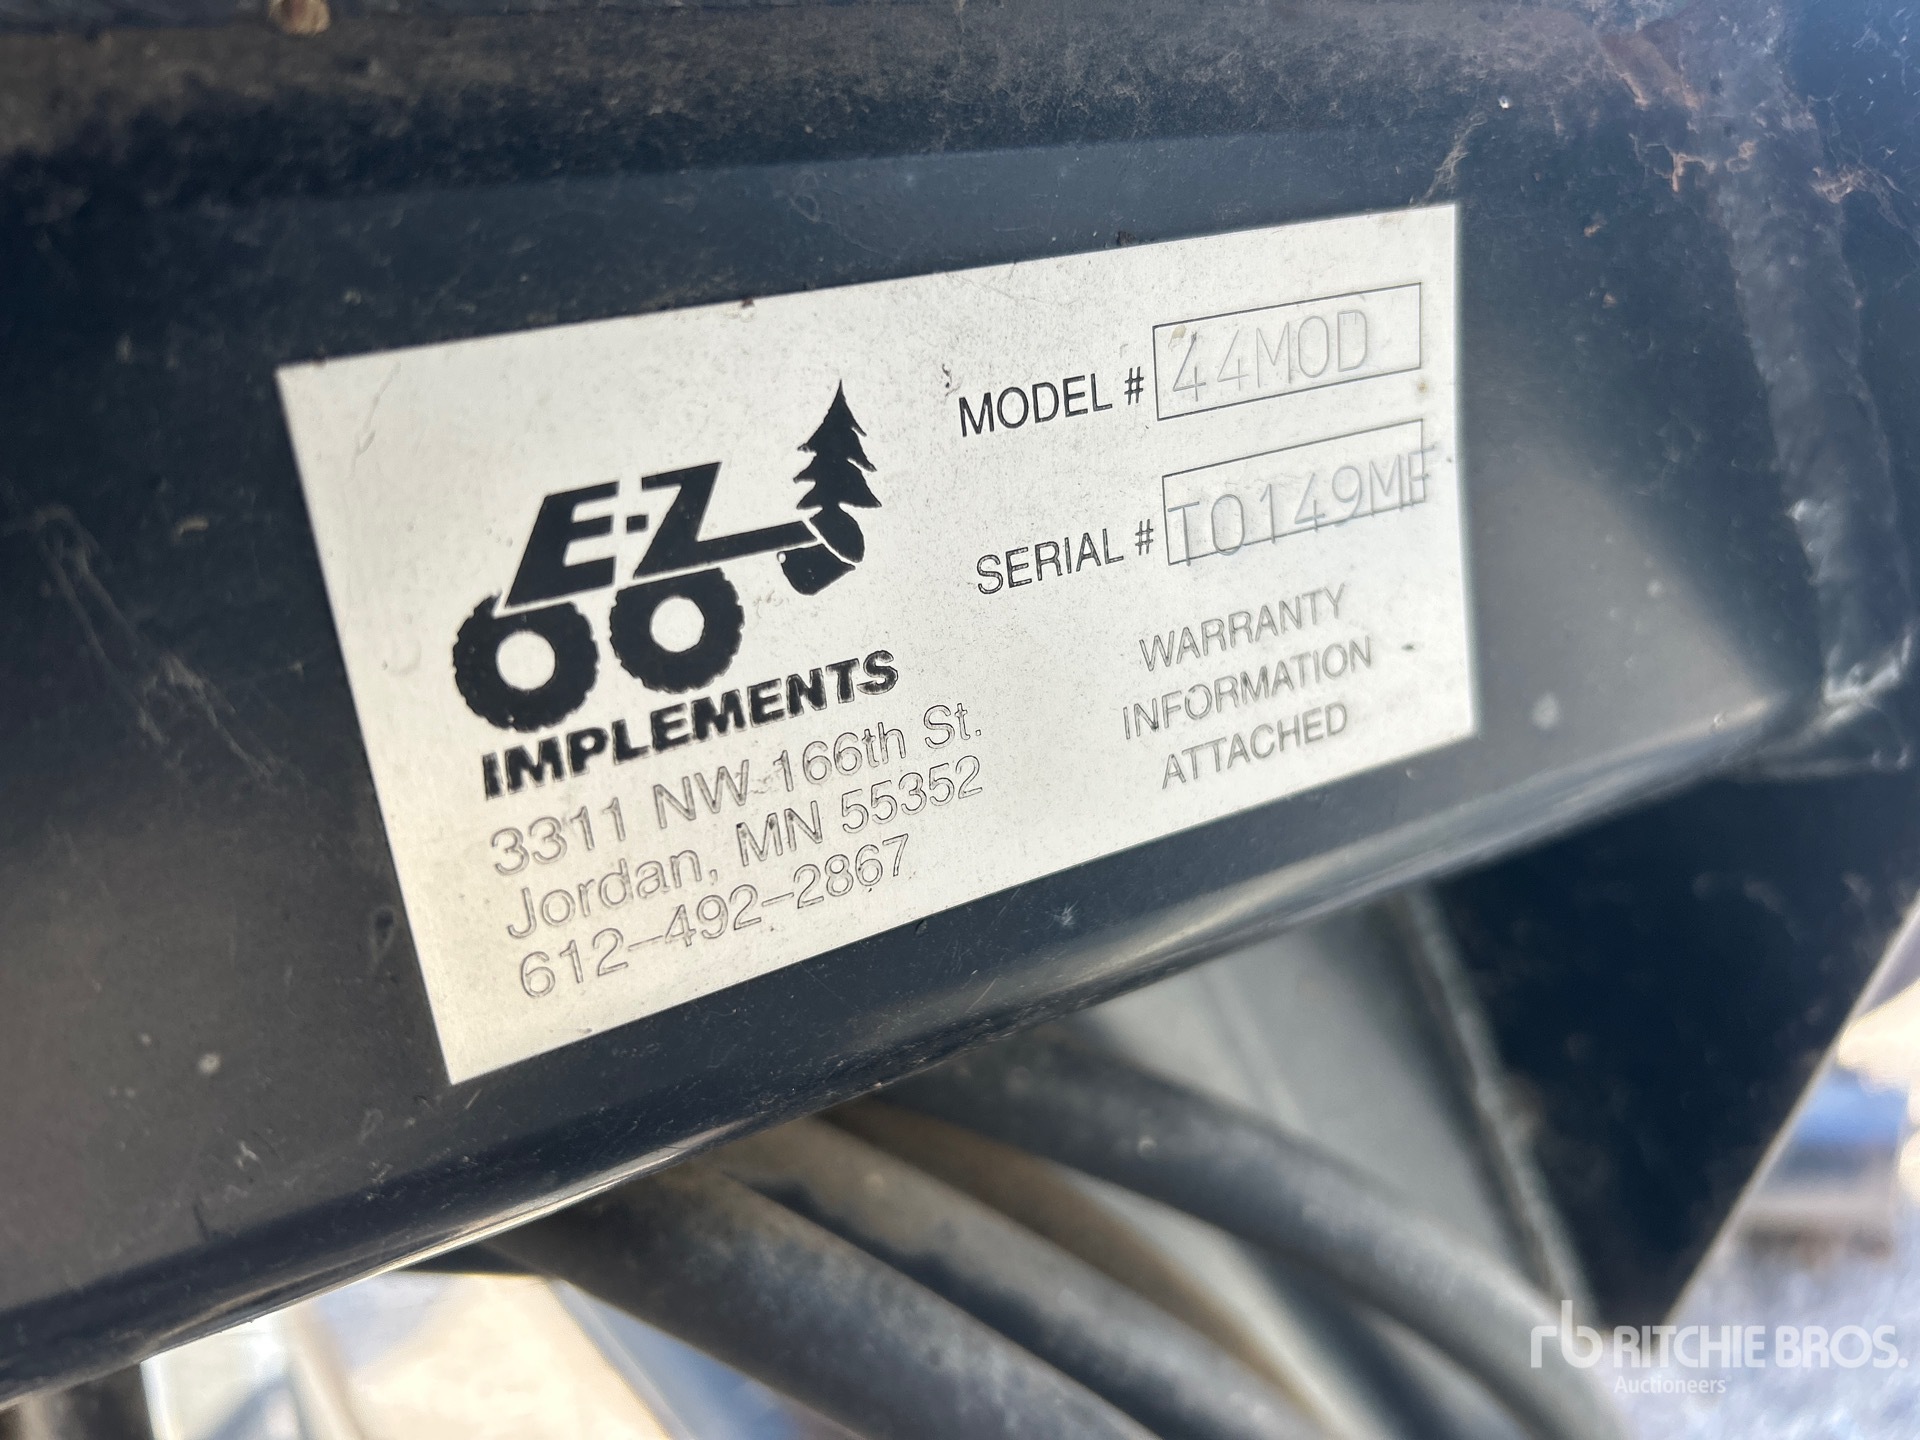 E-Z
IMPLEMENTS
3311 NW 166th St.
Jordan, MN 55352
612-492-2867
MODEL # 44MOD
SERIAL # T0149MF
WARRANTY
INFORMATION
ATTACHED
rb RITCHIE BROS.
Auctioneers